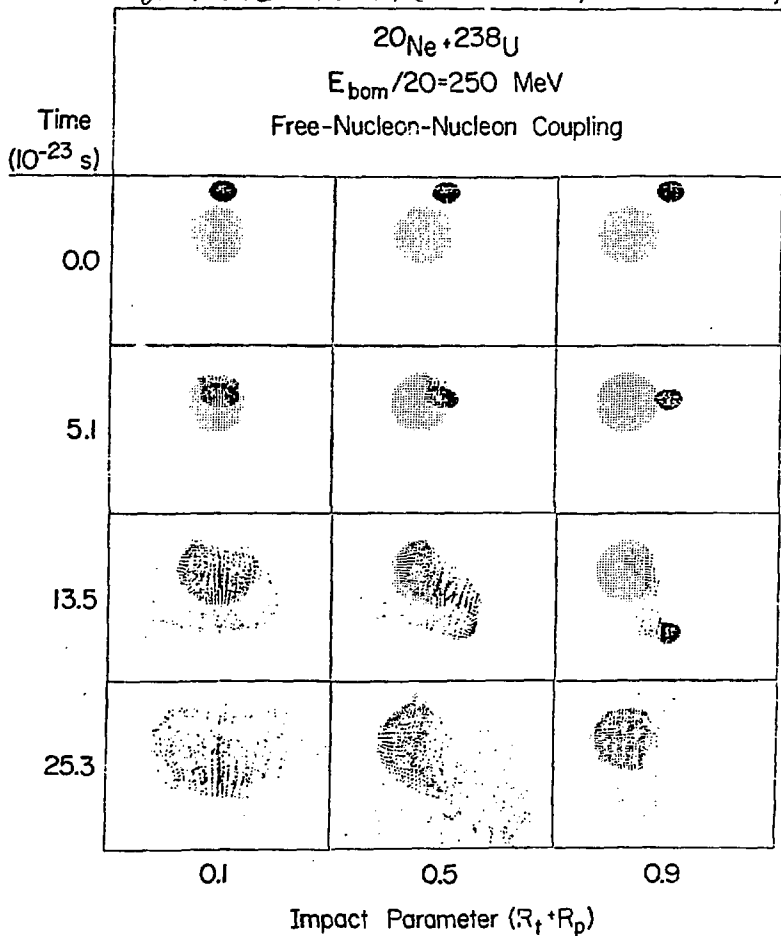 20Ne+238U
Ebom/20=250 MeV
Free-Nucleon-Nucleon Coupling
Time
(10-23 s)
0.0
5.1
13.5
25.3
0.1
0.5
0.9
Impact Parameter (Rt+Rp)